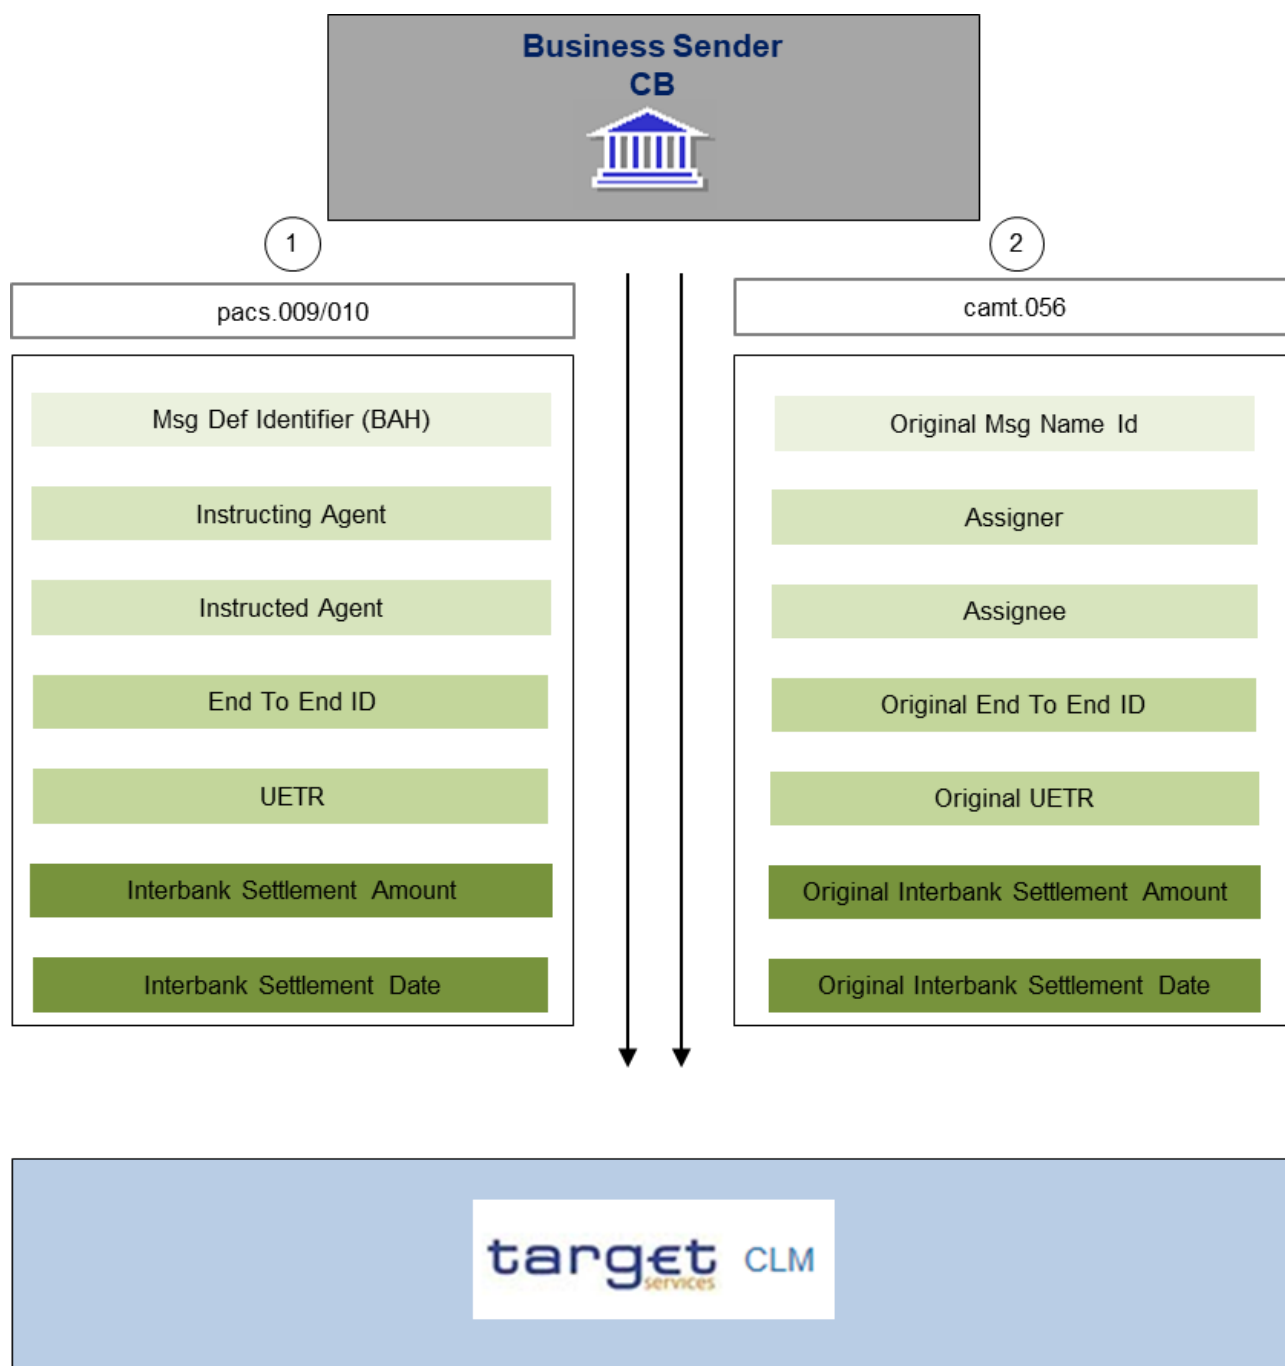 Business Sender
CB
1
2
pacs.009/010
camt.056
Msg Def Identifier (BAH)
Instructing Agent
Instructed Agent
End To End ID
UETR
Interbank Settlement Amount
Interbank Settlement Date
Original Msg Name Id
Assigner
Assignee
Original End To End ID
Original UETR
Original Interbank Settlement Amount
Original Interbank Settlement Date
target CLM
services